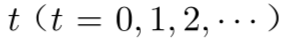 t（t = 0, 1, 2, ⋯）